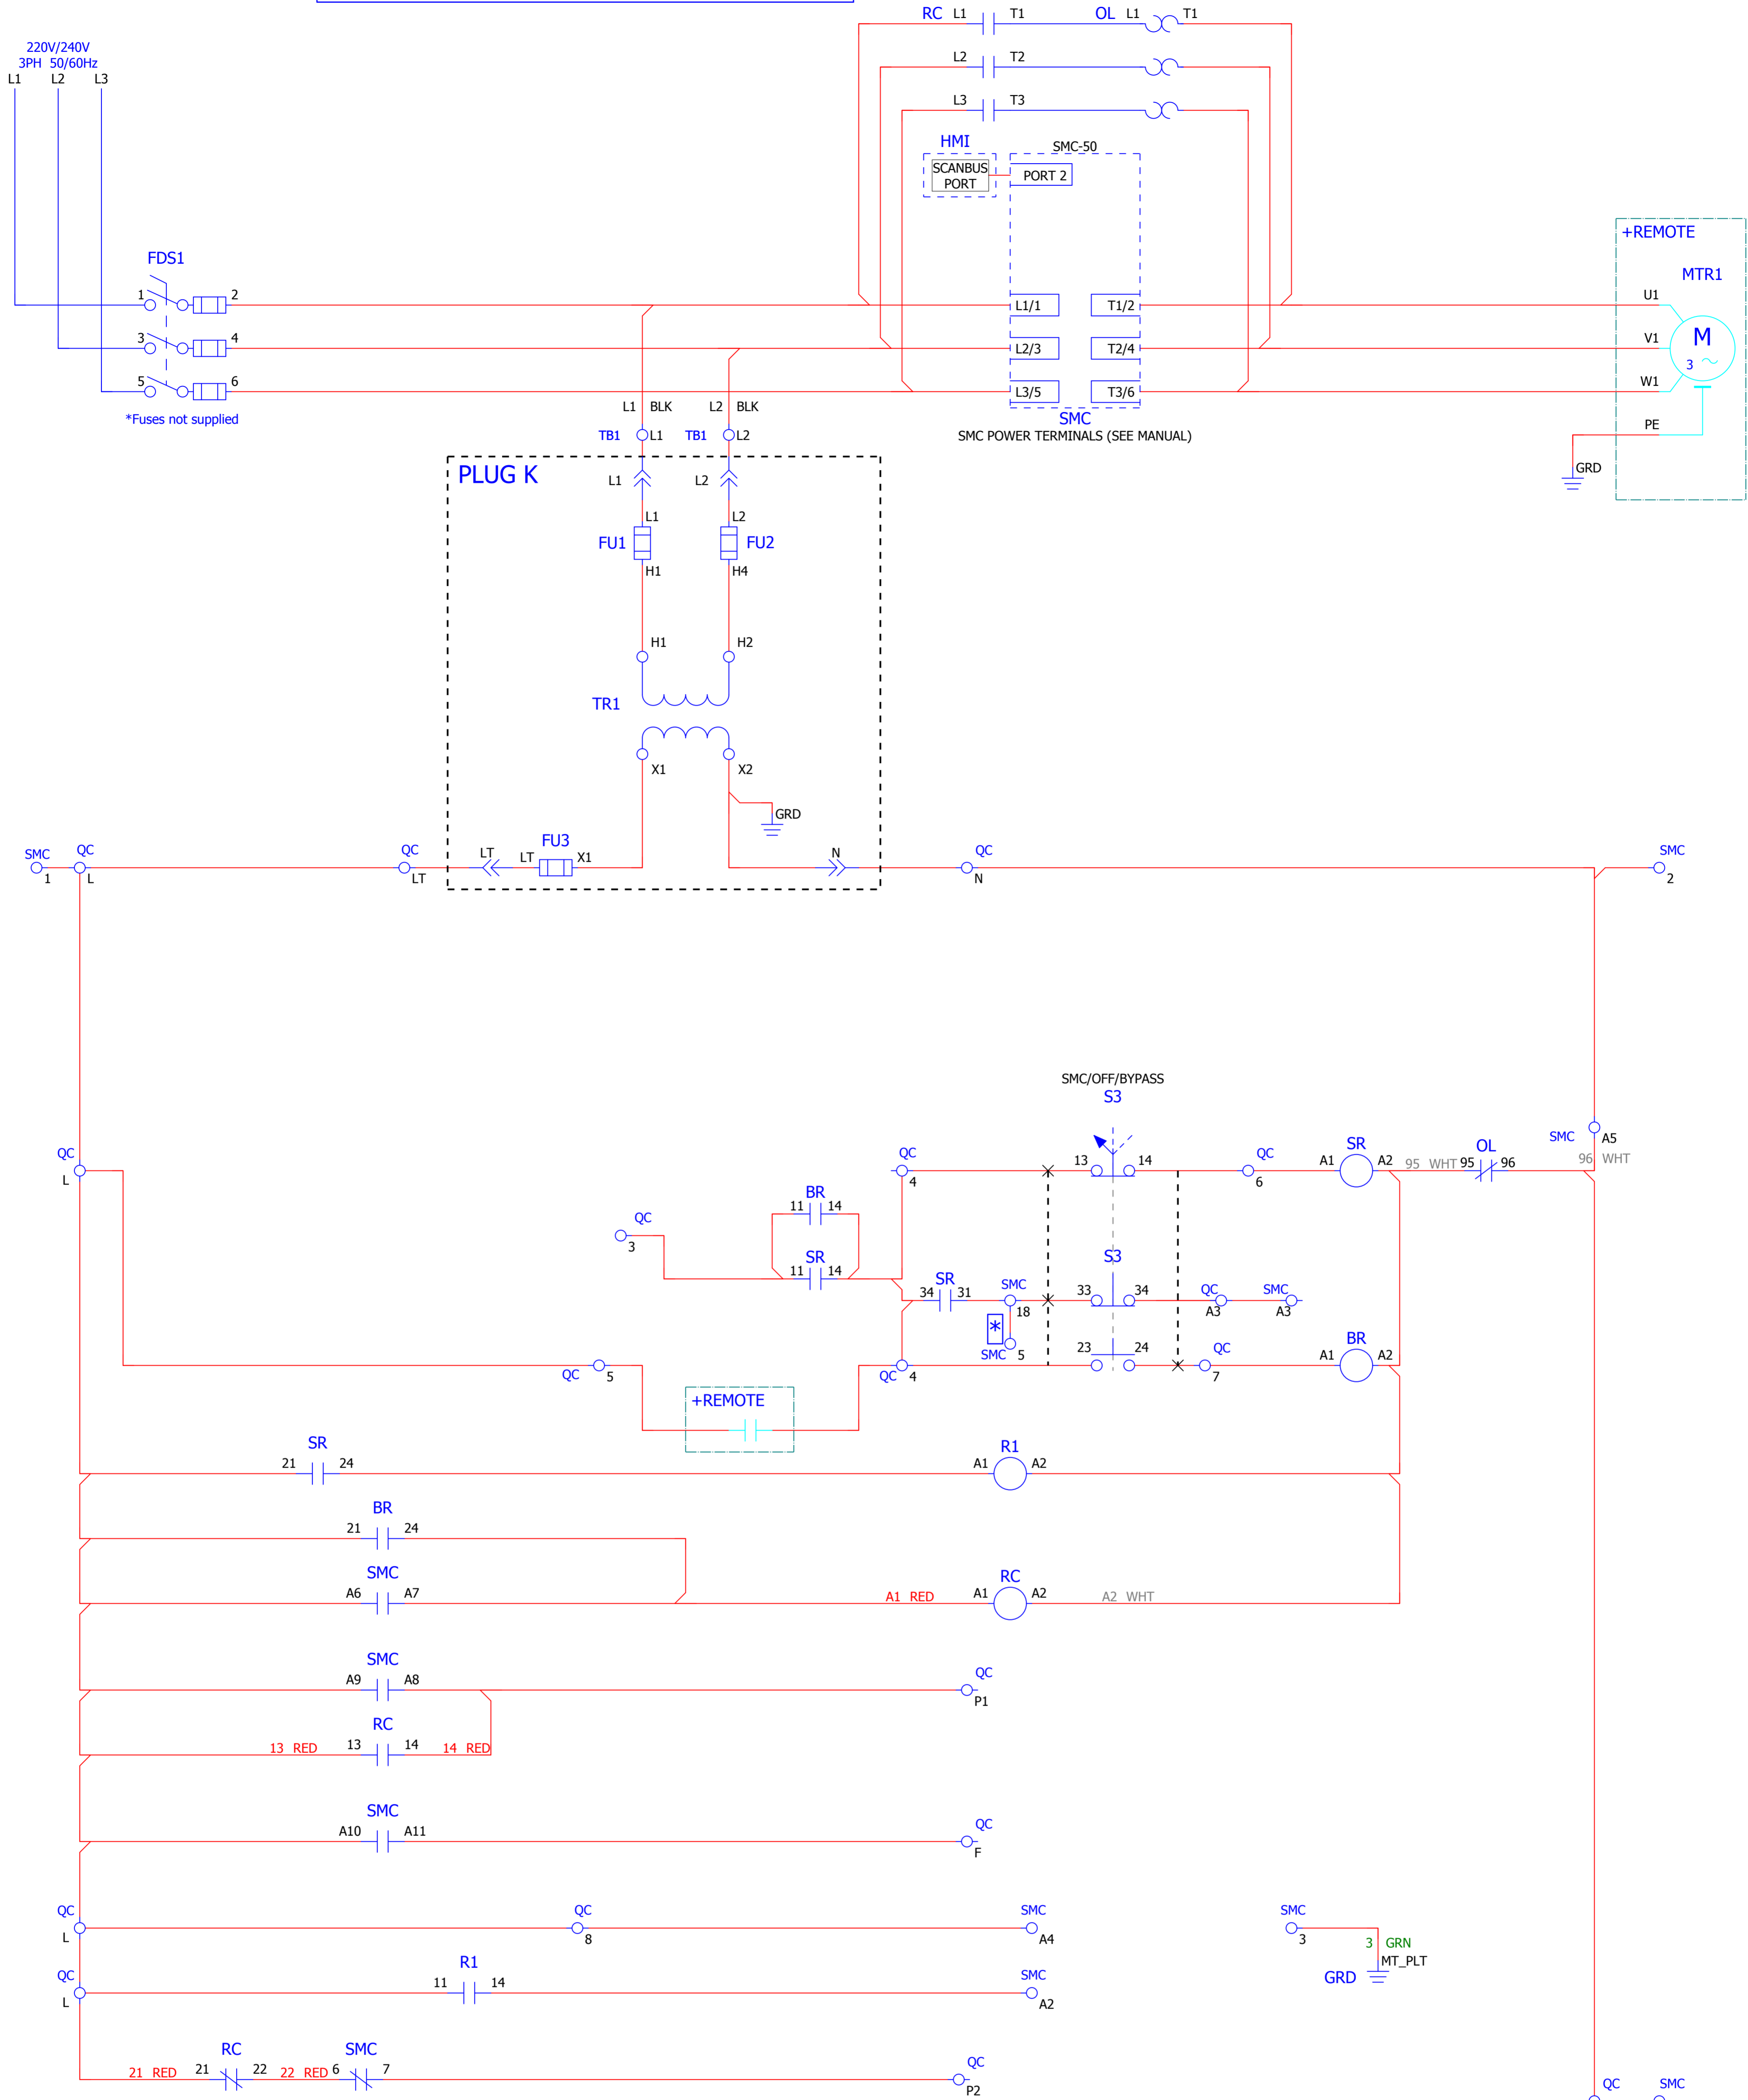 RC L1 T1 OL L1 T1
220V/240V
3PH 50/60Hz
L1 L2 L3
L2 T2
L3 T3
HMI
SMC-50
SCANBUS
PORT
PORT 2
+REMOTE
MTR1
FDS1
1 2
L1/1 T1/2
U1
3 4
L2/3 T2/4
V1
M
3
5 6
L3/5 T3/6
W1
*Fuses not supplied
L1 BLK L2 BLK
SMC
PE
TB1 L1 TB1 L2
SMC POWER TERMINALS (SEE MANUAL)
GRD
PLUG K
L1 L2
L1 L2
FU1 FU2
H1 H4
H1 H2
TR1
X1 X2
GRD
SMC QC QC FU3 QC SMC
LT LT X1 N
1 L LT N 2
SMC/OFF/BYPASS
S3
SMC A5
QC QC 13 14 QC SR OL
A1 A2 95 WHT 95 96 96 WHT
L 4 6
BR
11 14
QC
3
SR
11 14
S3
SR SMC
34 31 33 34 QC SMC
18 A3 A3
*
SMC 5
23 24 QC BR
A1 A2
QC 5 QC 4 7
+REMOTE
SR R1
21 24 A1 A2
BR
21 24
SMC RC
A6 A7 A1 RED A1 A2 A2 WHT
SMC QC
A9 A8 P1
RC
13 RED 13 14 14 RED
SMC QC
A10 A11 F
QC QC SMC SMC
L 8 A4 3
3 GRN
MT_PLT
GRD
QC R1 SMC
L 11 14 A2
RC SMC QC
21 RED 21 22 22 RED 6 7 P2
QC SMC